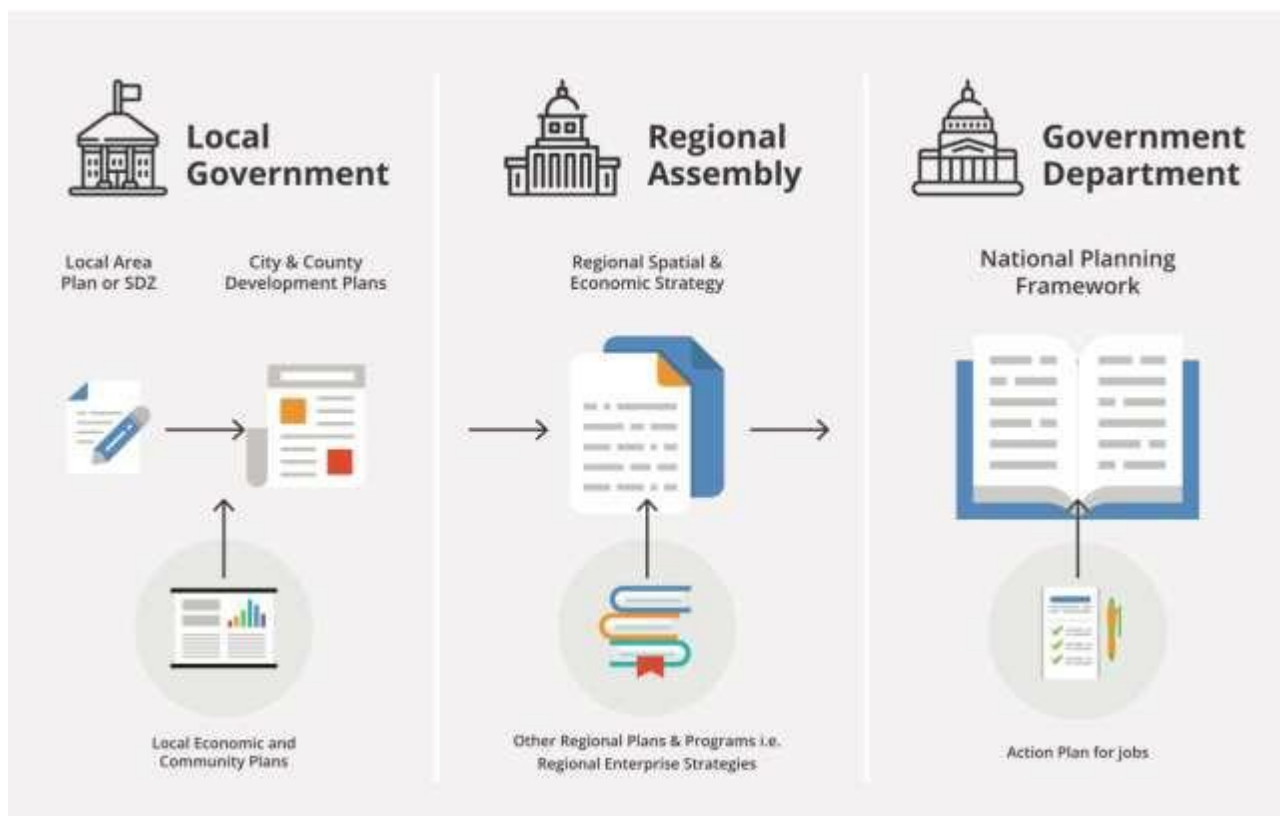 Local
Government
Regional
Assembly
Government
Department
Local Area
Plan or SDZ
City & County
Development Plans
Regional Spatial &
Economic Strategy
National Planning
Framework
Local Economic and
Community Plans
Other Regional Plans & Programs i.e.
Regional Enterprise Strategies
Action Plan for jobs